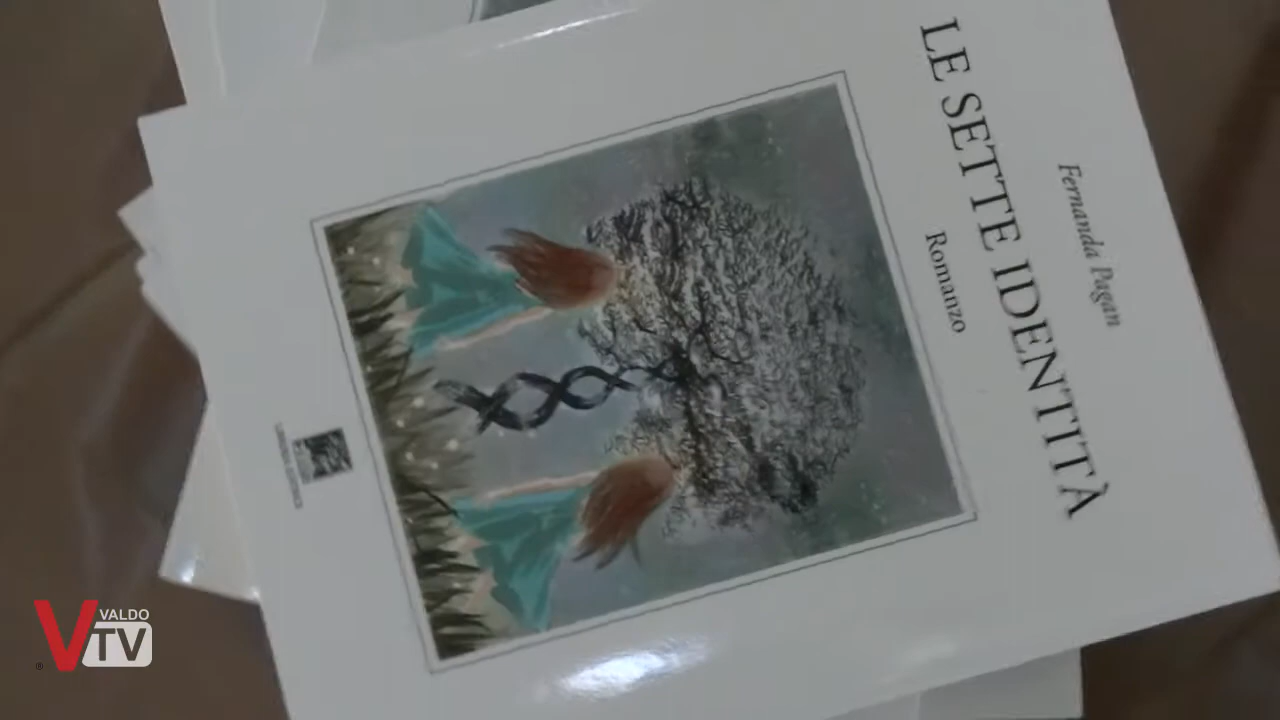 Fernanda Pagan
LE SETTE IDENTITÀ
Romanzo
VALDO
TV